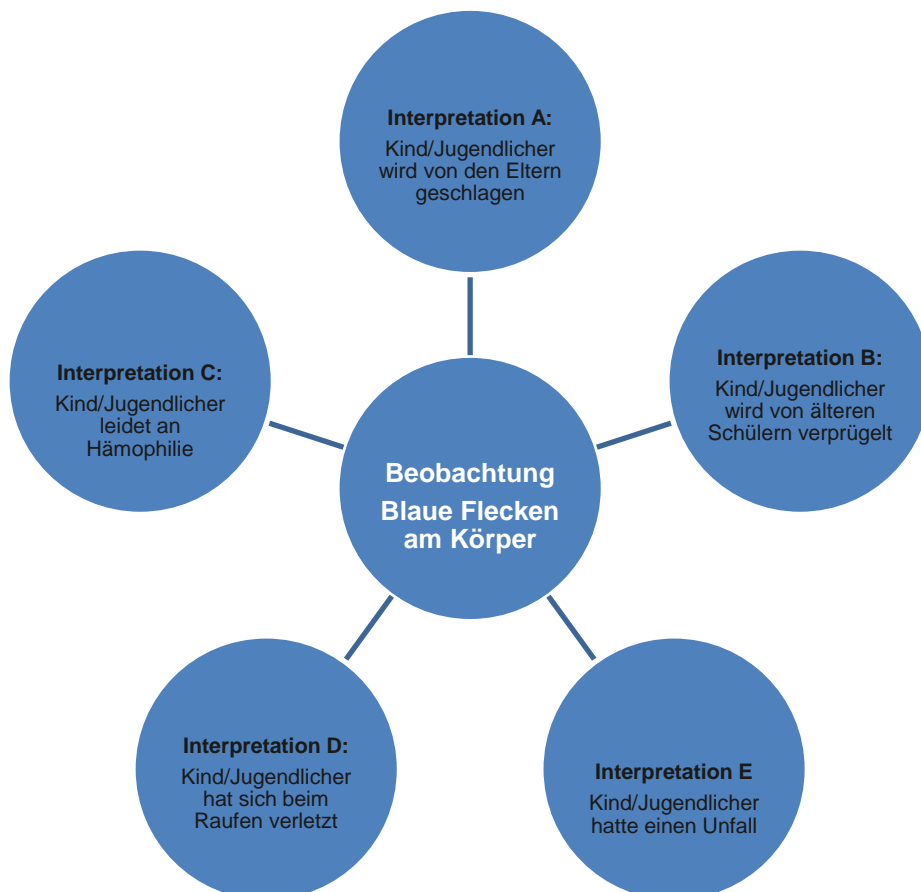 Interpretation A:
Kind/Jugendlicher
wird von den Eltern
geschlagen
Interpretation B:
Kind/Jugendlicher
wird von älteren
Schülern verprügelt
Interpretation C:
Kind/Jugendlicher
leidet an
Hämophilie
Beobachtung
Blaue Flecken
am Körper
Interpretation D:
Kind/Jugendlicher
hat sich beim
Raufen verletzt
Interpretation E
Kind/Jugendlicher
hatte einen Unfall